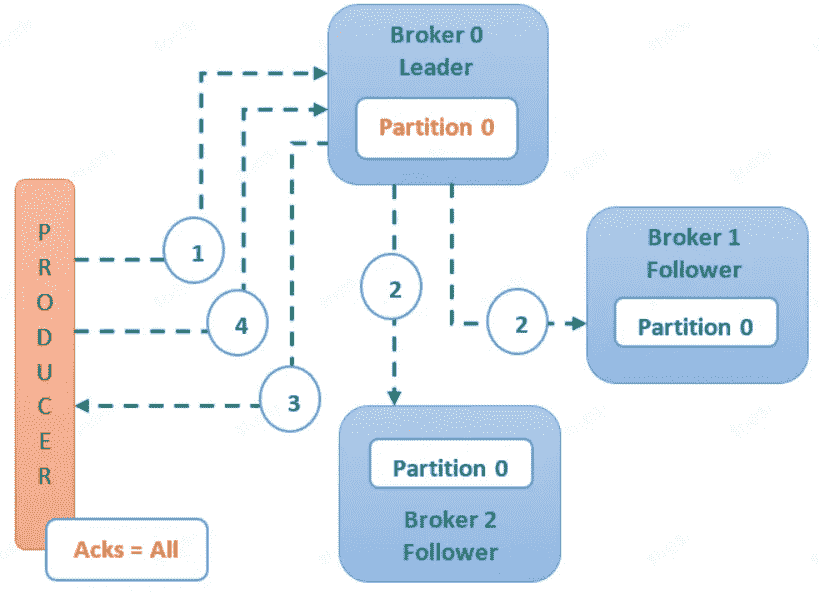 Broker 0
Leader
Partition 0
PRODUCER
1
4
3
2
2
Broker 1
Follower
Partition 0
Partition 0
Broker 2
Follower
Acks = All